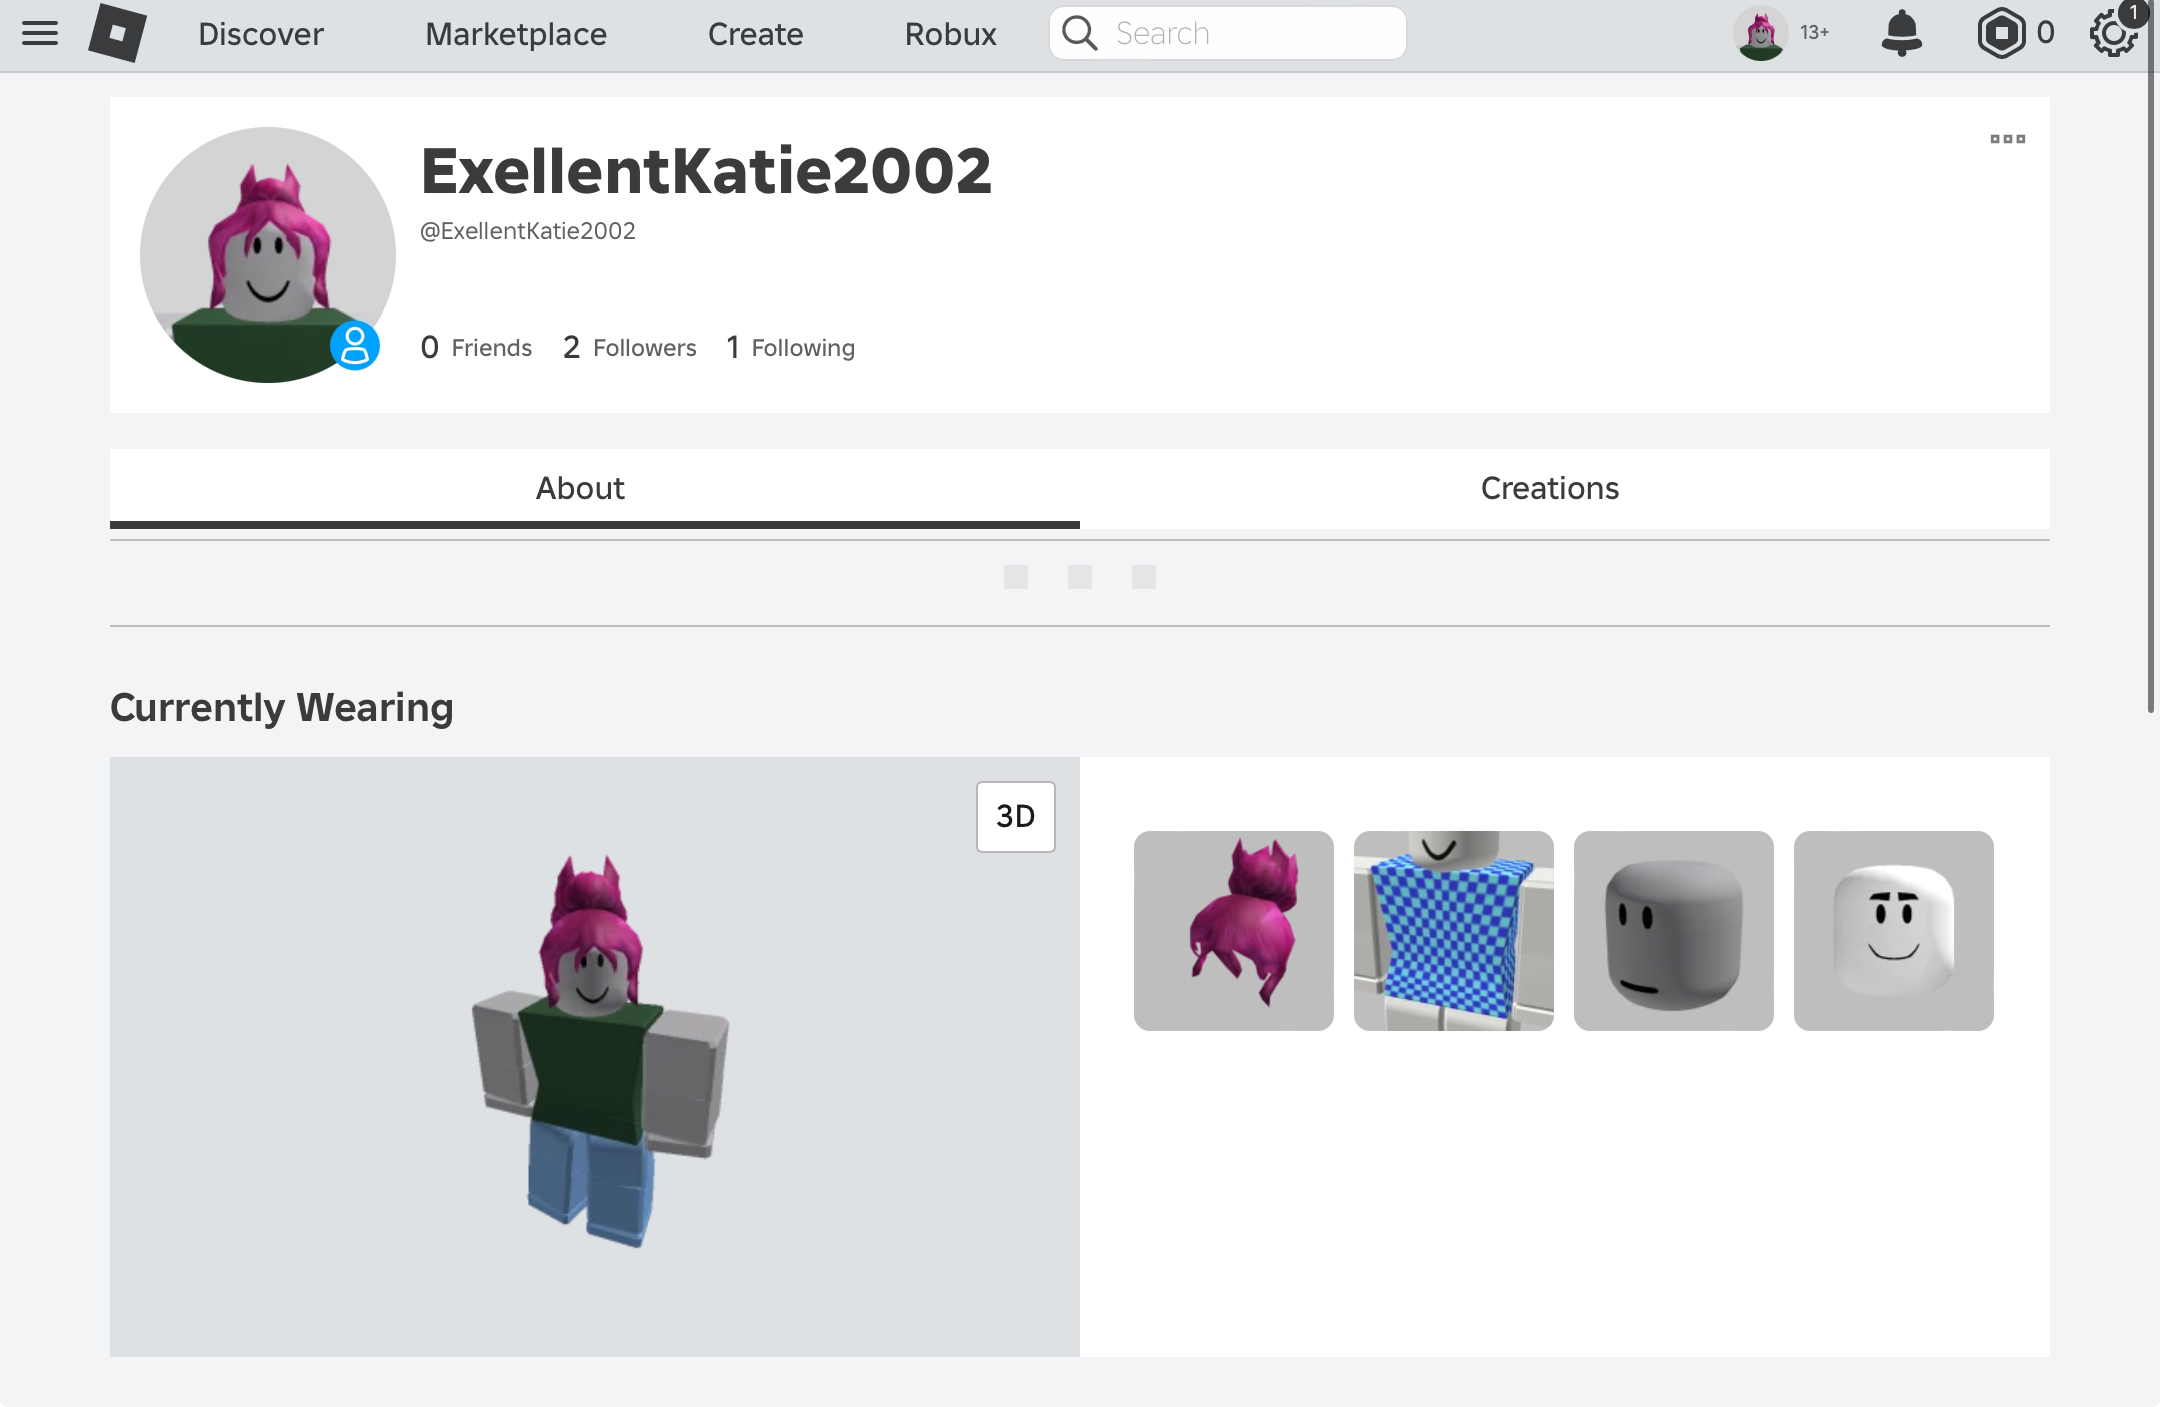 Discover Marketplace Create Robux Search 13+ 0 1
ExellentKatie2002
@ExellentKatie2002
0 Friends 2 Followers 1 Following
About Creations
Currently Wearing
3D